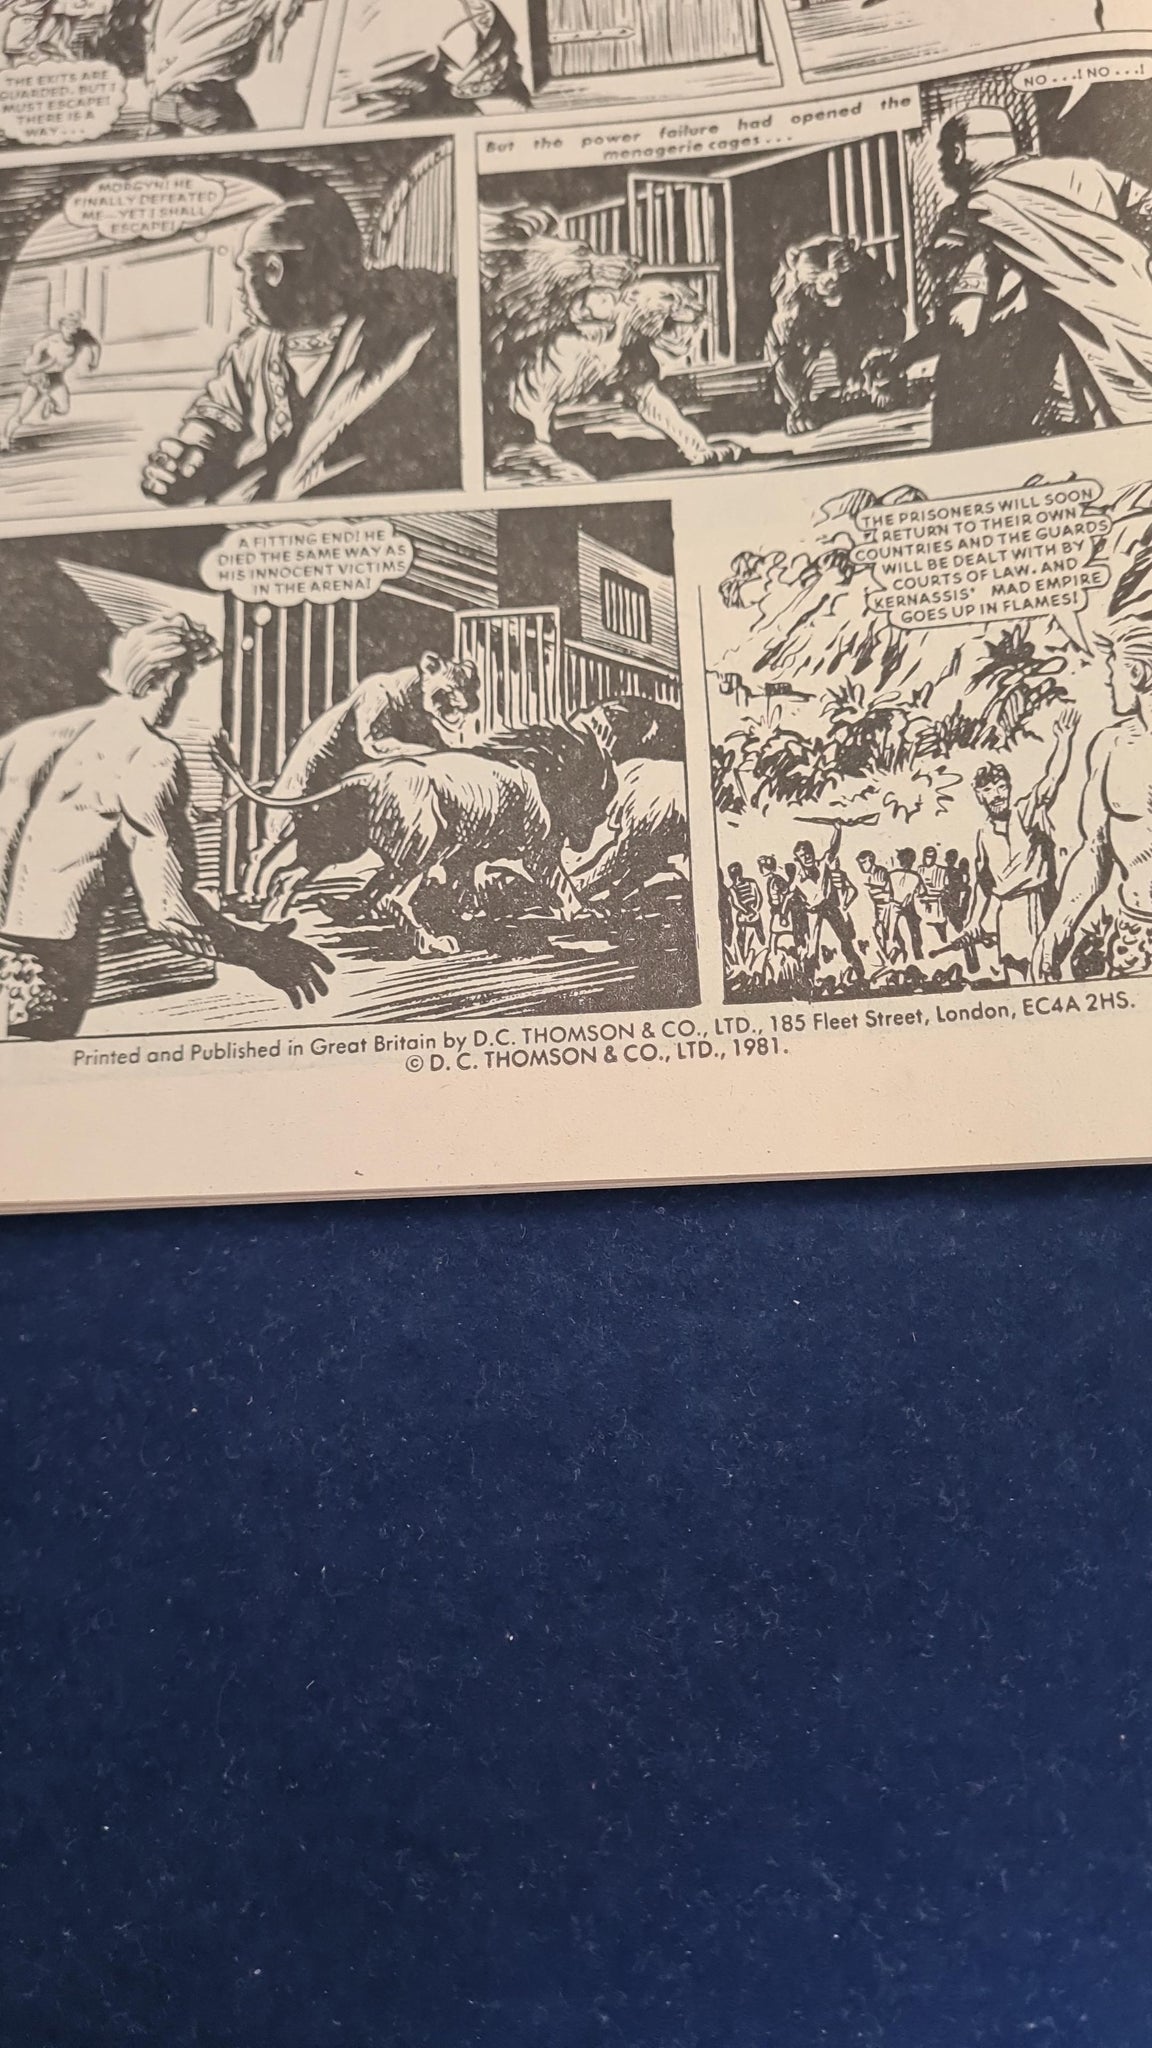 THE EXITS ARE
GUARDED. BUT I
MUST ESCAPE!
THERE IS A
WAY...
NO...! NO...!
MORGYN! HE
FINALLY DEFEATED
ME—YET I SHALL
ESCAPE!
But the power failure had opened the
menagerie cages...
A FITTING END! HE
DIED THE SAME WAY AS
HIS INNOCENT VICTIMS
IN THE ARENA!
THE PRISONERS WILL SOON
RETURN TO THEIR OWN
COUNTRIES AND THE GUARDS
WILL BE DEALT WITH BY
COURTS OF LAW. AND
KERNASSIS' MAD EMPIRE
GOES UP IN FLAMES!
Printed and Published in Great Britain by D.C. THOMSON & CO., LTD., 185 Fleet Street, London, EC4A 2HS.
© D. C. THOMSON & CO., LTD., 1981.